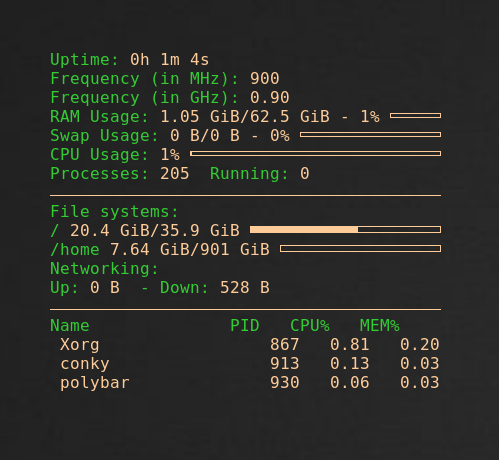 Uptime: 0h 1m 4s
Frequency (in MHz): 900
Frequency (in GHz): 0.90
RAM Usage: 1.05 GiB/62.5 GiB - 1%
Swap Usage: 0 B/0 B - 0%
CPU Usage: 1%
Processes: 205  Running: 0
File systems:
/ 20.4 GiB/35.9 GiB
/home 7.64 GiB/901 GiB
Networking:
Up: 0 B  - Down: 528 B
Name PID CPU% MEM%
Xorg 867 0.81 0.20
conky 913 0.13 0.03
polybar 930 0.06 0.03